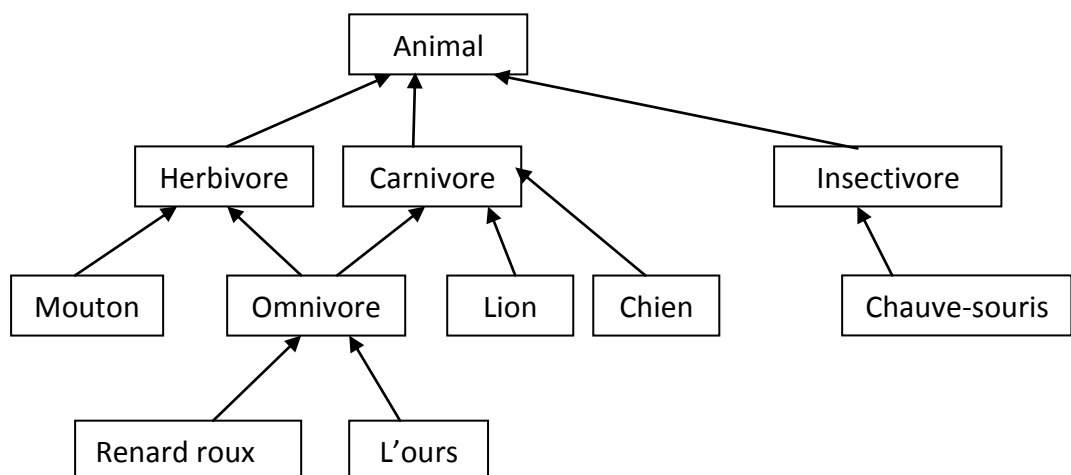 Animal
Herbivore
Carnivore
Insectivore
Mouton
Omnivore
Lion
Chien
Chauve-souris
Renard roux
L’ours